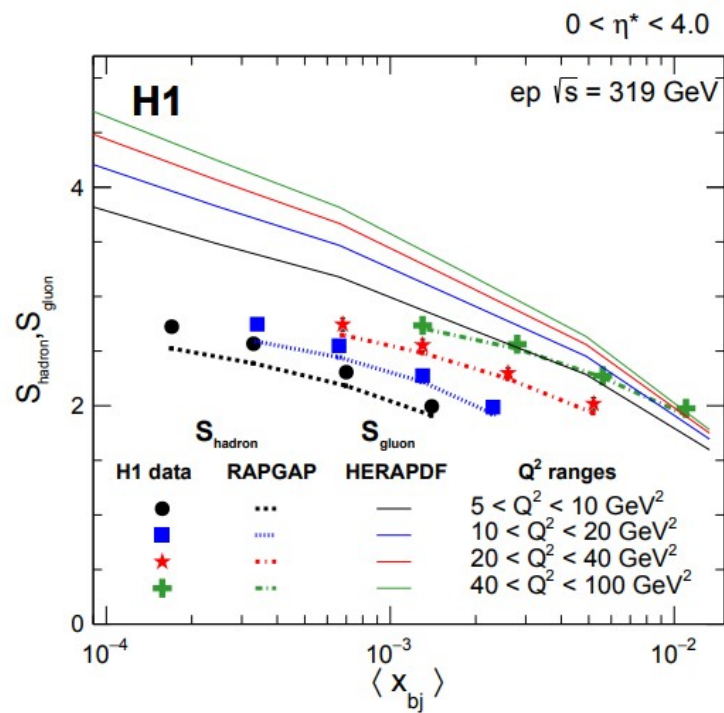 0 < η* < 4.0
H1
ep √s = 319 GeV
S_hadron, S_gluon
4
2
0
S_hadron S_gluon
H1 data RAPGAP HERAPDF Q² ranges
5 < Q² < 10 GeV²
10 < Q² < 20 GeV²
20 < Q² < 40 GeV²
40 < Q² < 100 GeV²
10⁻⁴ 10⁻³ 10⁻²
⟨ x_bj ⟩